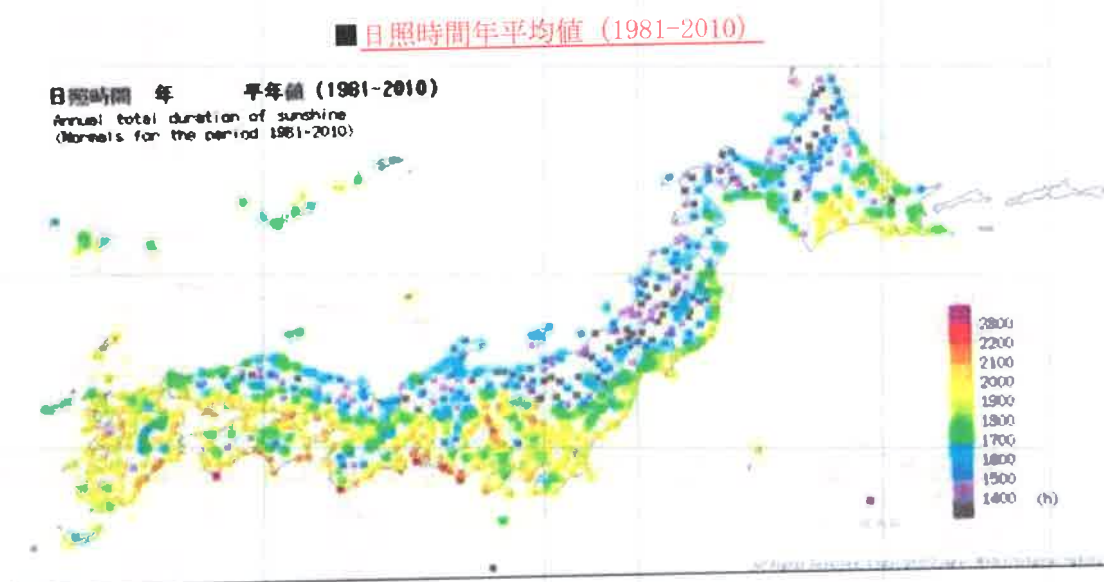 ■日照時間年平均値 (1981-2010)
日照時間 年 平年値 (1981~2010)
Annual total duration of sunshine
(Normals for the period 1981-2010)
2300
2200
2100
2000
1900
1800
1700
1600
1500
1400 (h)